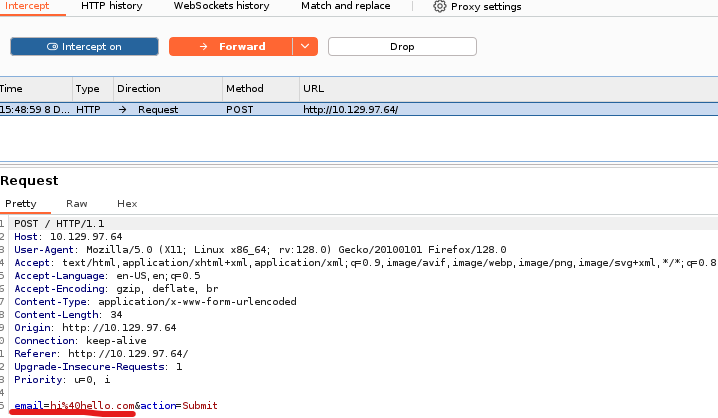 Intercept HTTP history WebSockets history Match and replace Proxy settings
Intercept on Forward Drop
Time Type Direction Method URL
15:48:59 8 D... HTTP → Request POST http://10.129.97.64/
Request
Pretty Raw Hex
1 POST / HTTP/1.1
2 Host: 10.129.97.64
3 User-Agent: Mozilla/5.0 (X11; Linux x86_64; rv:128.0) Gecko/20100101 Firefox/128.0
4 Accept: text/html,application/xhtml+xml,application/xml;q=0.9,image/avif,image/webp,image/png,image/svg+xml,*/*;q=0.8
5 Accept-Language: en-US,en;q=0.5
6 Accept-Encoding: gzip, deflate, br
7 Content-Type: application/x-www-form-urlencoded
8 Content-Length: 34
9 Origin: http://10.129.97.64
0 Connection: keep-alive
1 Referer: http://10.129.97.64/
2 Upgrade-Insecure-Requests: 1
3 Priority: u=0, i
4
5 email=hi%40hello.com&action=Submit